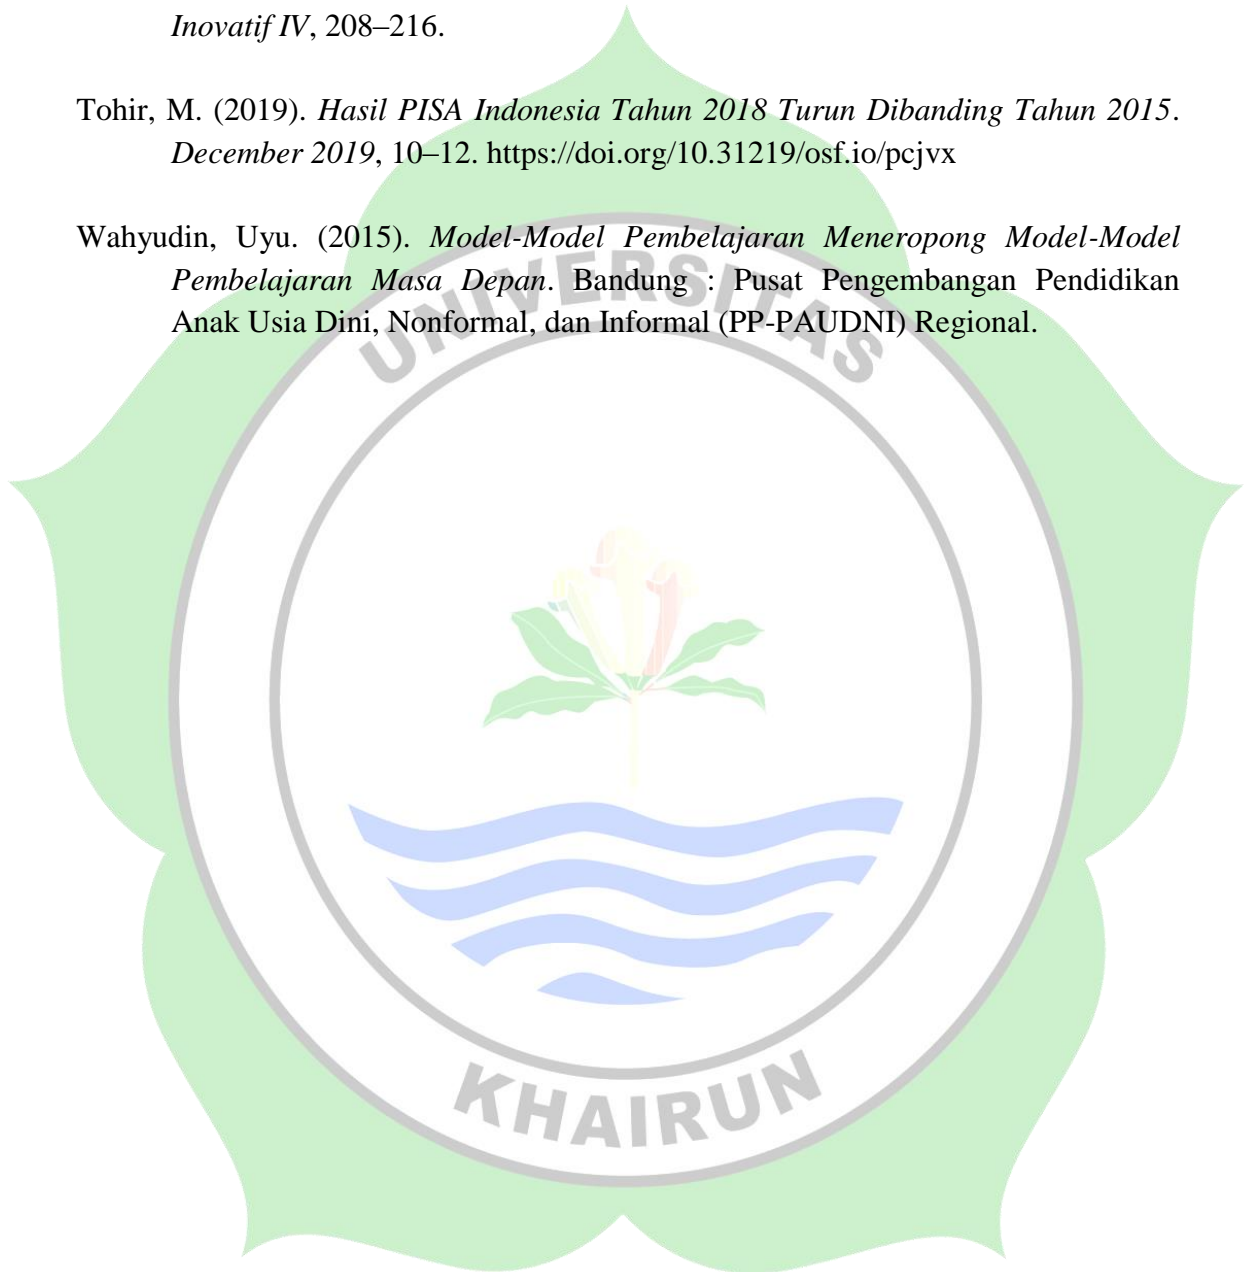 Inovatif IV, 208–216.
Tohir, M. (2019). Hasil PISA Indonesia Tahun 2018 Turun Dibanding Tahun 2015.
December 2019, 10–12. https://doi.org/10.31219/osf.io/pcjvx
Wahyudin, Uyu. (2015). Model-Model Pembelajaran Meneropong Model-Model
Pembelajaran Masa Depan. Bandung : Pusat Pengembangan Pendidikan
Anak Usia Dini, Nonformal, dan Informal (PP-PAUDNI) Regional.
UNIVERSITAS
KHAIRUN